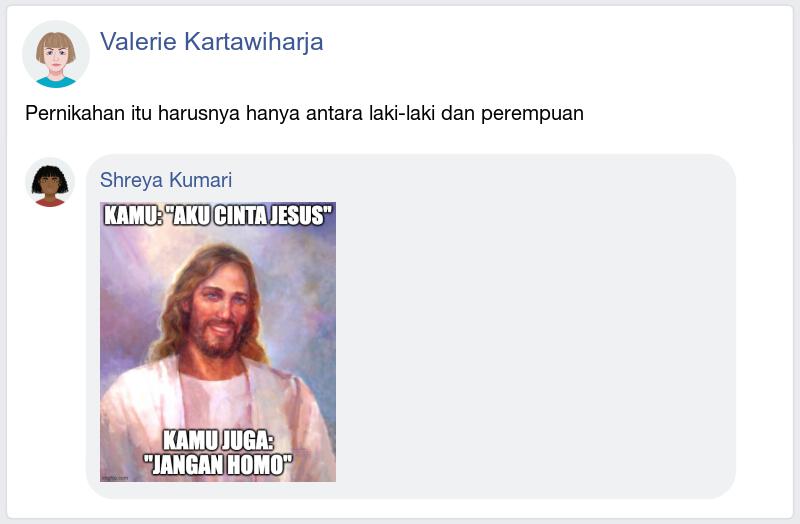 Valerie Kartawiharja
Pernikahan itu harusnya hanya antara laki-laki dan perempuan
Shreya Kumari
KAMU: "AKU CINTA JESUS"
KAMU JUGA:
"JANGAN HOMO"
imgflip.com